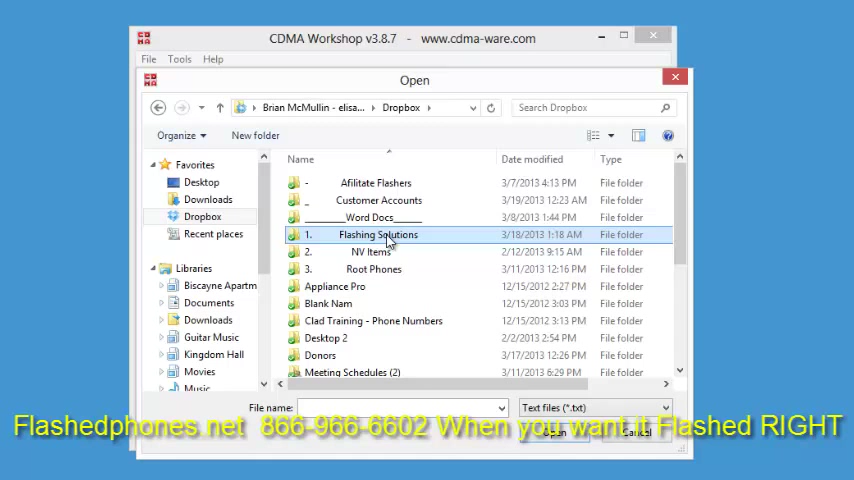 CDMA Workshop v3.8.7 - www.cdma-ware.com
File Tools Help
Open
Brian McMullin - elisa... Dropbox
Search Dropbox
Organize New folder
Name Date modified Type
Favorites
Desktop
Downloads
Dropbox
Recent places
Libraries
Biscayne Apartm
Documents
Downloads
Guitar Music
Kingdom Hall
Movies
Music
- Afilitate Flashers 3/7/2013 4:13 PM File folder
_ Customer Accounts 3/19/2013 12:23 AM File folder
________Word Docs______ 3/8/2013 1:44 PM File folder
1. Flashing Solutions 3/18/2013 1:18 AM File folder
2. NV Items 2/12/2013 9:15 AM File folder
3. Root Phones 3/11/2013 12:16 PM File folder
Appliance Pro 12/15/2012 2:27 PM File folder
Blank Nam 12/15/2012 3:03 PM File folder
Clad Training - Phone Numbers 12/15/2012 3:13 PM File folder
Desktop 2 2/2/2013 2:54 PM File folder
Donors 3/17/2013 12:26 PM File folder
Meeting Schedules (2) 3/11/2013 6:29 PM File folder
File name: Text files (*.txt)
Open Cancel
Flashedphones.net 866-966-6602 When you want it Flashed RIGHT